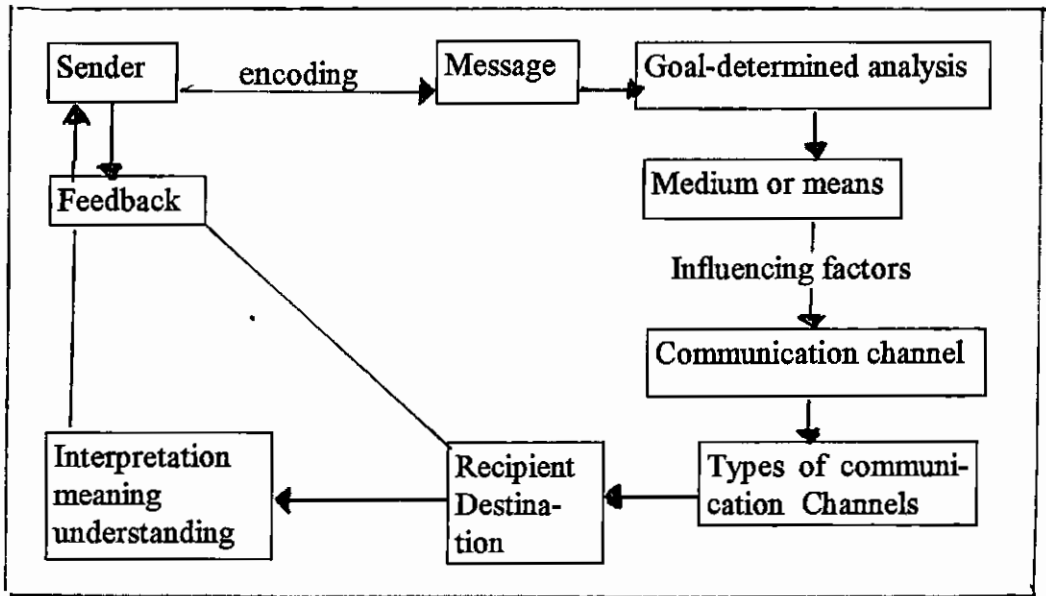 Sender
encoding
Message
Goal-determined analysis
Feedback
Medium or means
Influencing factors
Communication channel
Interpretation
meaning
understanding
Recipient
Destina-
tion
Types of communi-
cation Channels